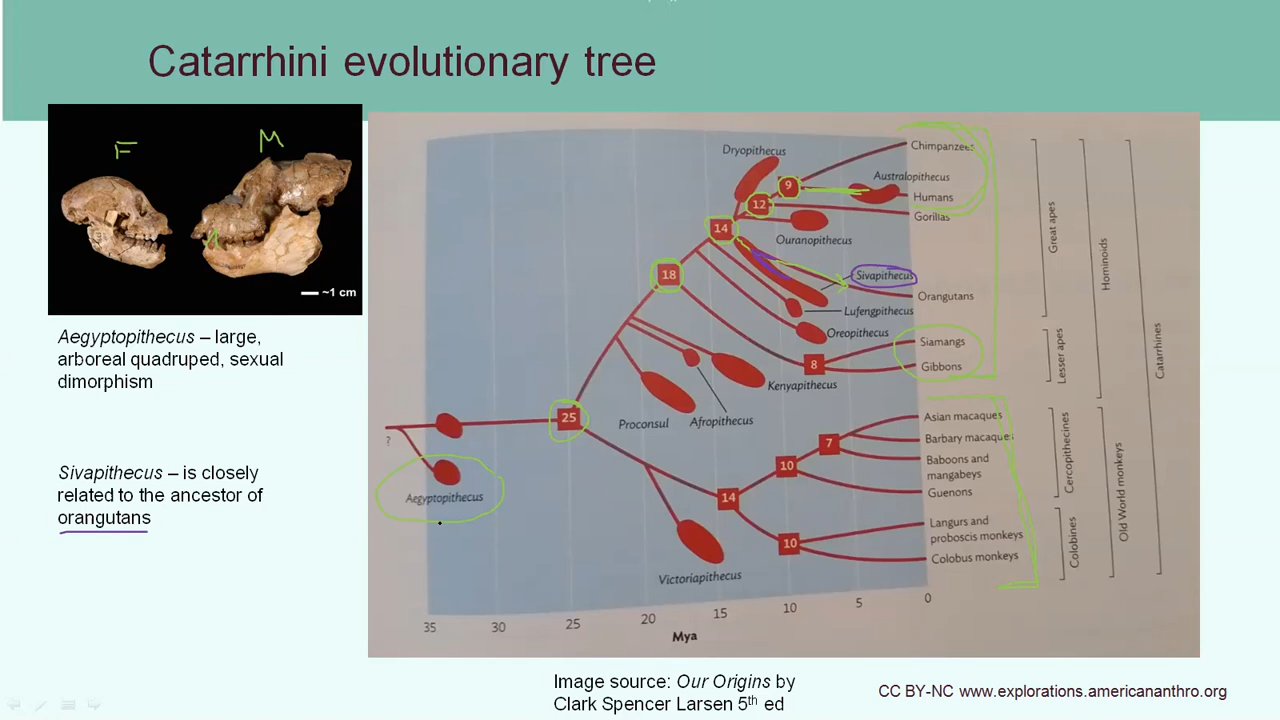 Catarrhini evolutionary tree
F
M
~1 cm
Aegyptopithecus – large,
arboreal quadruped, sexual
dimorphism
Sivapithecus – is closely
related to the ancestor of
orangutans
Dryopithecus
Chimpanzees
9
Australopithecus
12
Humans
14
Gorillas
Ouranopithecus
18
Sivapithecus
Orangutans
Lufengpithecus
Oreopithecus
Siamangs
8
Gibbons
Kenyapithecus
25
Proconsul
Afropithecus
?
Aegyptopithecus
Asian macaques
7
Barbary macaques
10
Baboons and
mangabeys
14
Guenons
10
Langurs and
proboscis monkeys
Colobus monkeys
Victoriapithecus
Great apes
Lesser apes
Hominoids
Cercopithecines
Colobines
Old World monkeys
Catarrhines
35 30 25 20 15 10 5 0
Mya
Image source: Our Origins by
Clark Spencer Larsen 5th ed
CC BY-NC www.explorations.americananthro.org